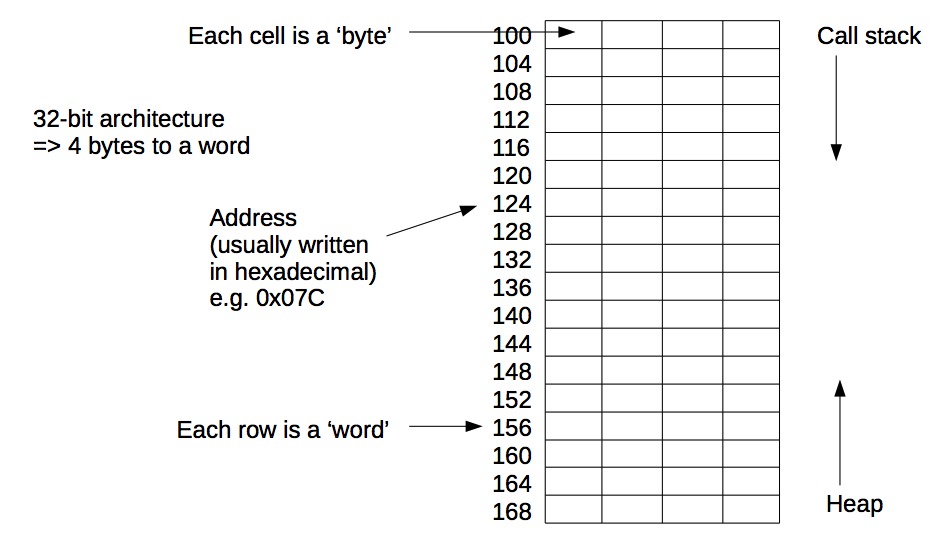 Each cell is a ‘byte’
100
Call stack
104
108
32-bit architecture
112
=> 4 bytes to a word
116
120
124
Address
(usually written
128
in hexadecimal)
132
e.g. 0x07C
136
140
144
148
152
Each row is a ‘word’
156
160
164
Heap
168